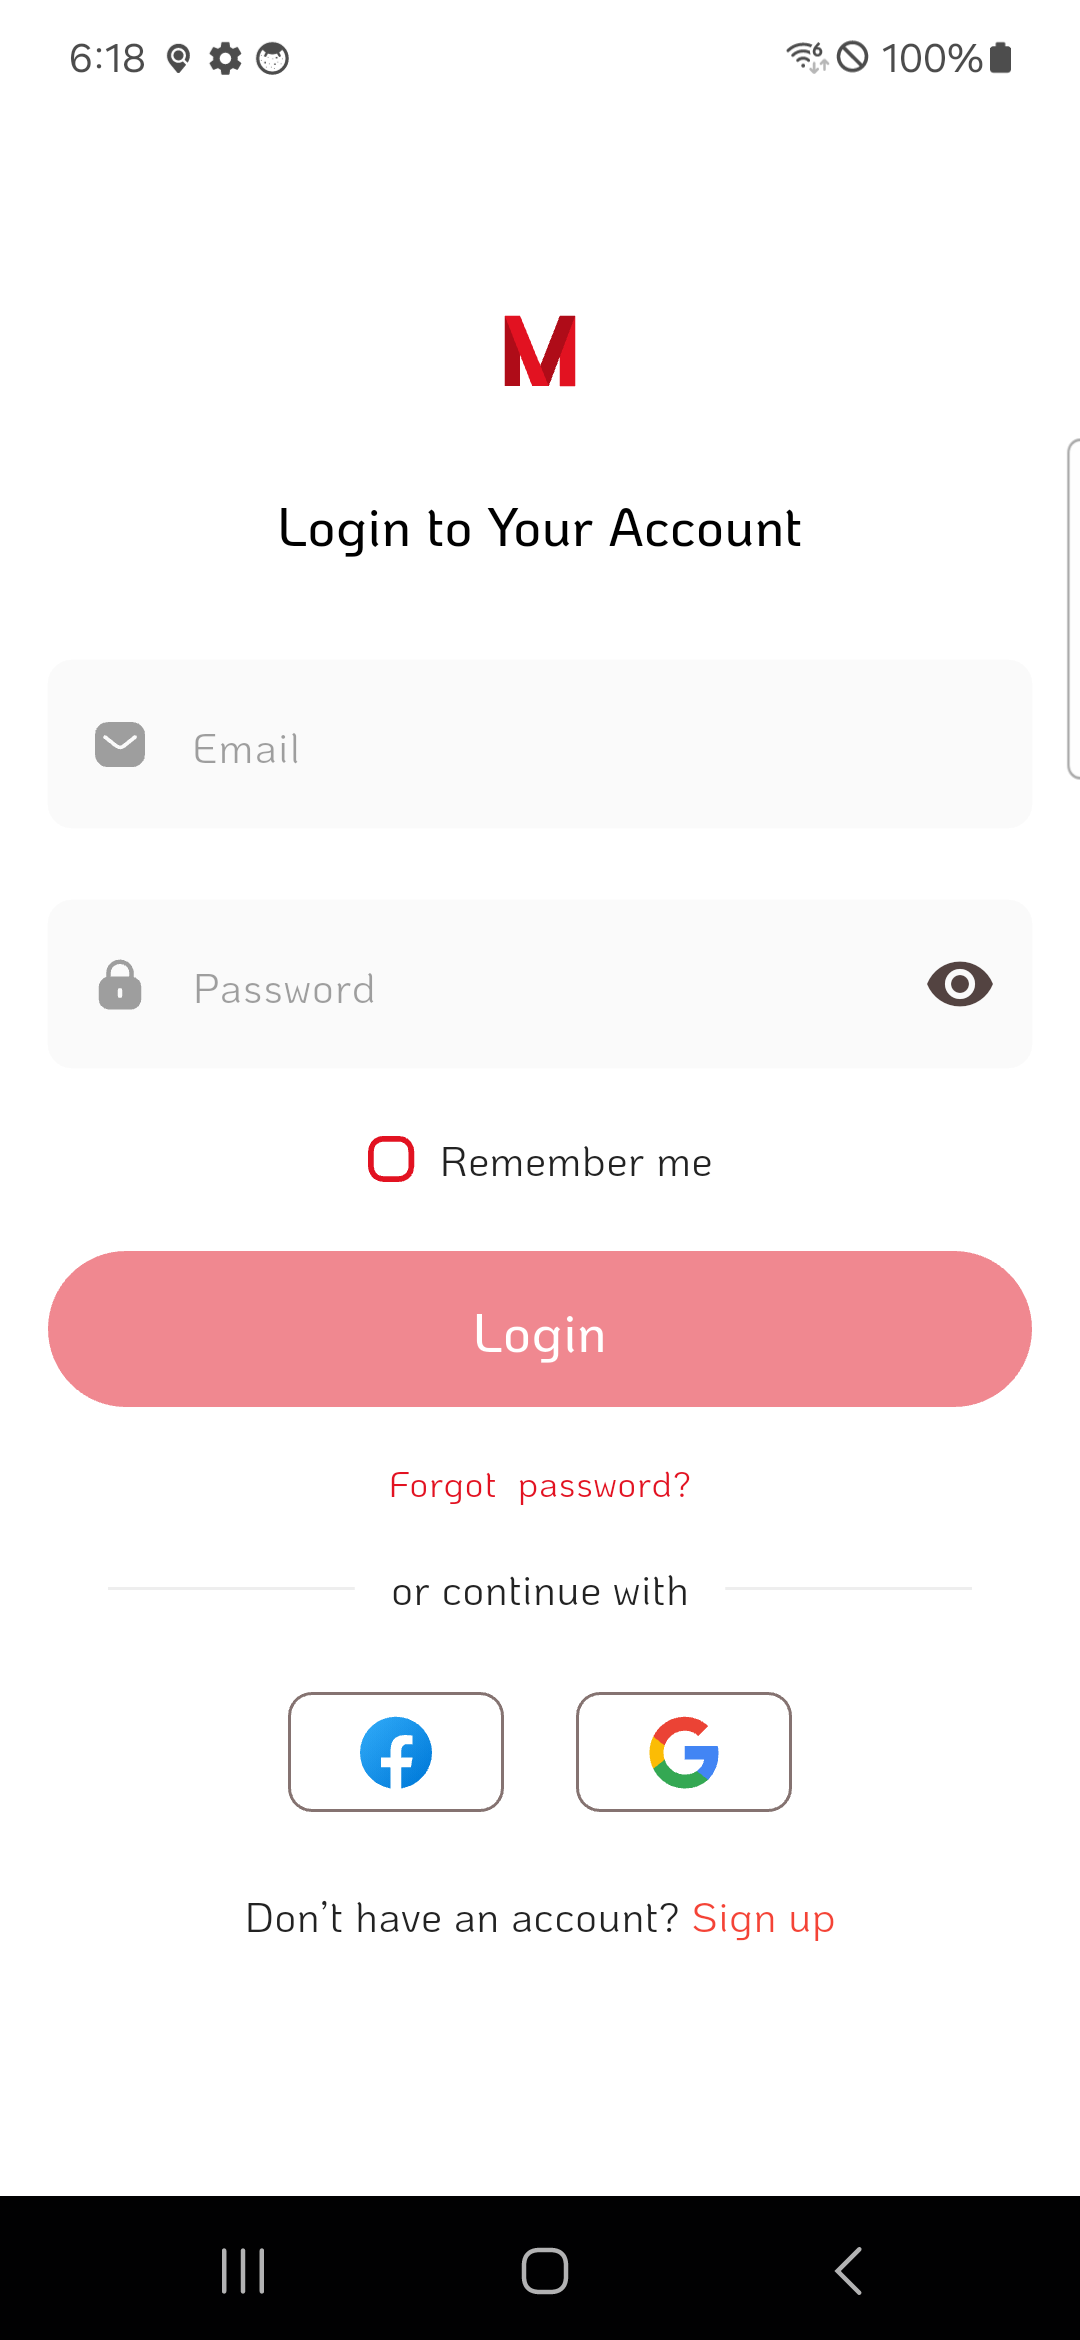 6:18
6
100%
M
Login to Your Account
Email
Password
Remember me
Login
Forgot password?
or continue with
Don't have an account? Sign up